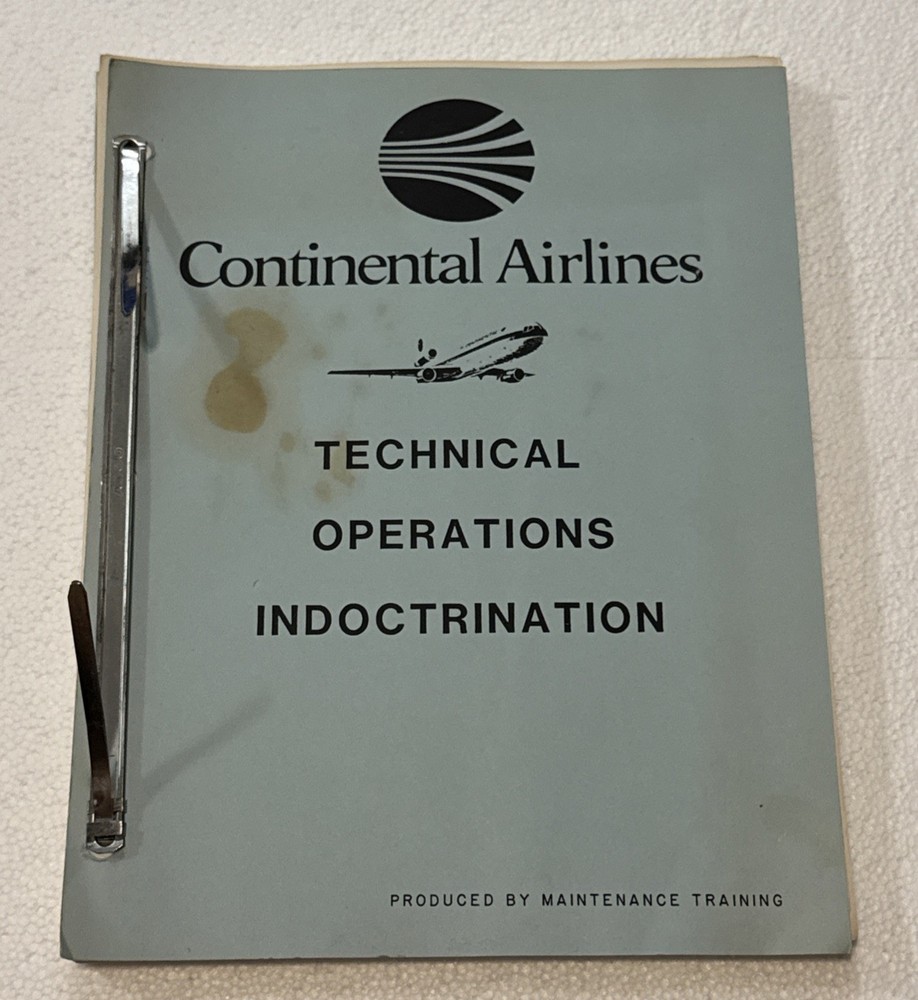 Continental Airlines
TECHNICAL
OPERATIONS
INDOCTRINATION
PRODUCED BY MAINTENANCE TRAINING